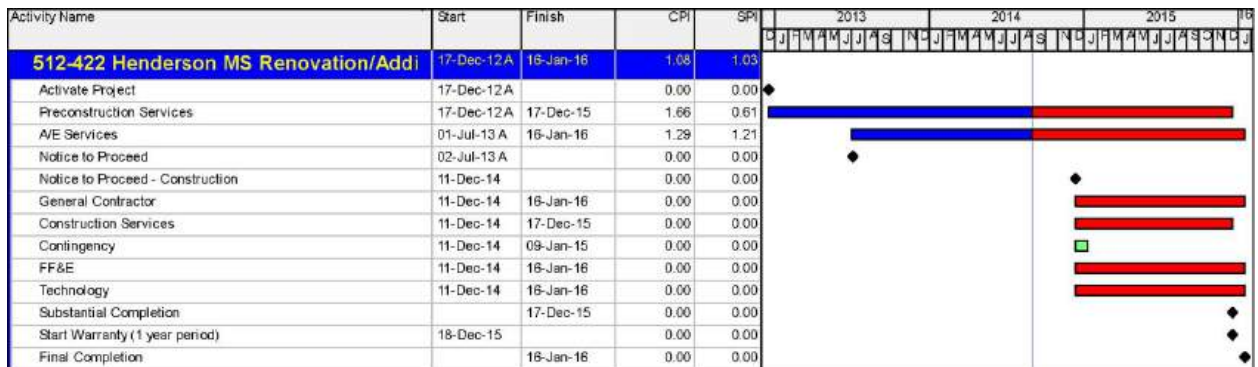 Activity Name Start Finish CPI SPI 2013 2014 2015 16
D J F M A M J J A S N D J F M A M J J A S N D J F M A M J J A S O N D J
512-422 Henderson MS Renovation/Addi 17-Dec-12 A 16-Jan-16 1.08 1.03
Activate Project 17-Dec-12 A 0.00 0.00
Preconstruction Services 17-Dec-12 A 17-Dec-15 1.66 0.61
A/E Services 01-Jul-13 A 16-Jan-16 1.29 1.21
Notice to Proceed 02-Jul-13 A 0.00 0.00
Notice to Proceed - Construction 11-Dec-14 0.00 0.00
General Contractor 11-Dec-14 16-Jan-16 0.00 0.00
Construction Services 11-Dec-14 17-Dec-15 0.00 0.00
Contingency 11-Dec-14 09-Jan-15 0.00 0.00
FF&E 11-Dec-14 16-Jan-16 0.00 0.00
Technology 11-Dec-14 16-Jan-16 0.00 0.00
Substantial Completion 17-Dec-15 0.00 0.00
Start Warranty (1 year period) 18-Dec-15 0.00 0.00
Final Completion 16-Jan-16 0.00 0.00